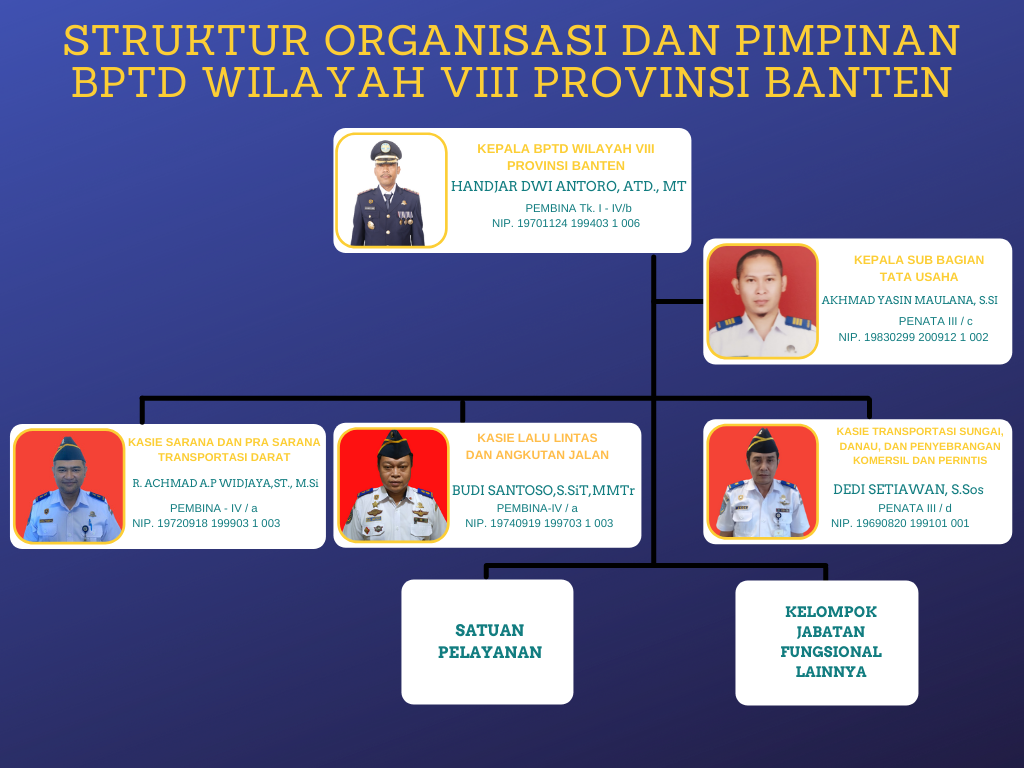 STRUKTUR ORGANISASI DAN PIMPINAN
BPTD WILAYAH VIII PROVINSI BANTEN
KEPALA BPTD WILAYAH VIII
PROVINSI BANTEN
HANDJAR DWI ANTORO, ATD., MT
PEMBINA Tk. I - IV/b
NIP. 19701124 199403 1 006
KEPALA SUB BAGIAN
TATA USAHA
AKHMAD YASIN MAULANA, S.SI
PENATA III / c
NIP. 19830299 200912 1 002
KASIE SARANA DAN PRA SARANA
TRANSPORTASI DARAT
R. ACHMAD A.P WIDJAYA,ST., M.Si
PEMBINA - IV / a
NIP. 19720918 199903 1 003
KASIE LALU LINTAS
DAN ANGKUTAN JALAN
BUDI SANTOSO,S.SiT,MMTr
PEMBINA-IV / a
NIP. 19740919 199703 1 003
KASIE TRANSPORTASI SUNGAI,
DANAU, DAN PENYEBRANGAN
KOMERSIL DAN PERINTIS
DEDI SETIAWAN, S.Sos
PENATA III / d
NIP. 19690820 199101 001
SATUAN
PELAYANAN
KELOMPOK
JABATAN
FUNGSIONAL
LAINNYA